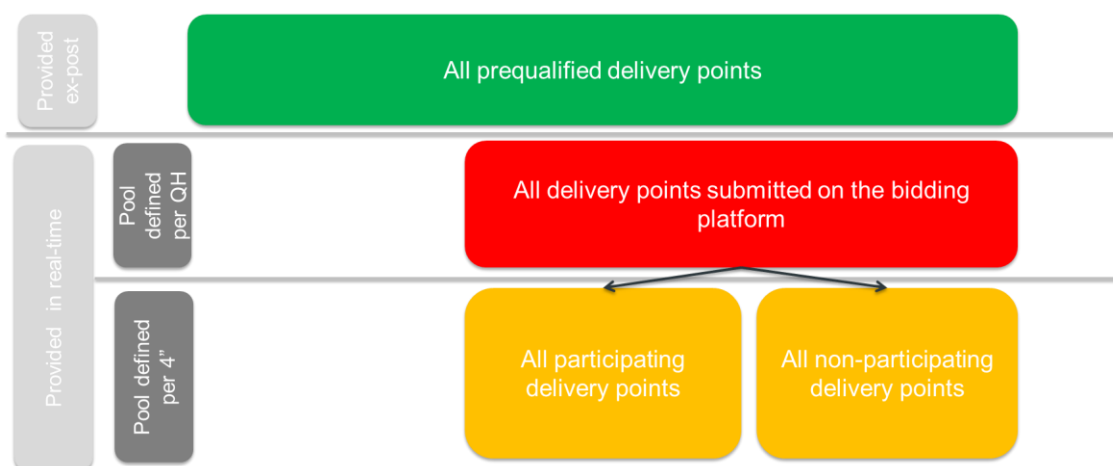 Provided
ex-post
All prequalified delivery points
Provided in real-time
Pool
defined
per QH
All delivery points submitted on the bidding
platform
Pool defined
per 4”
All participating
delivery points
All non-participating
delivery points